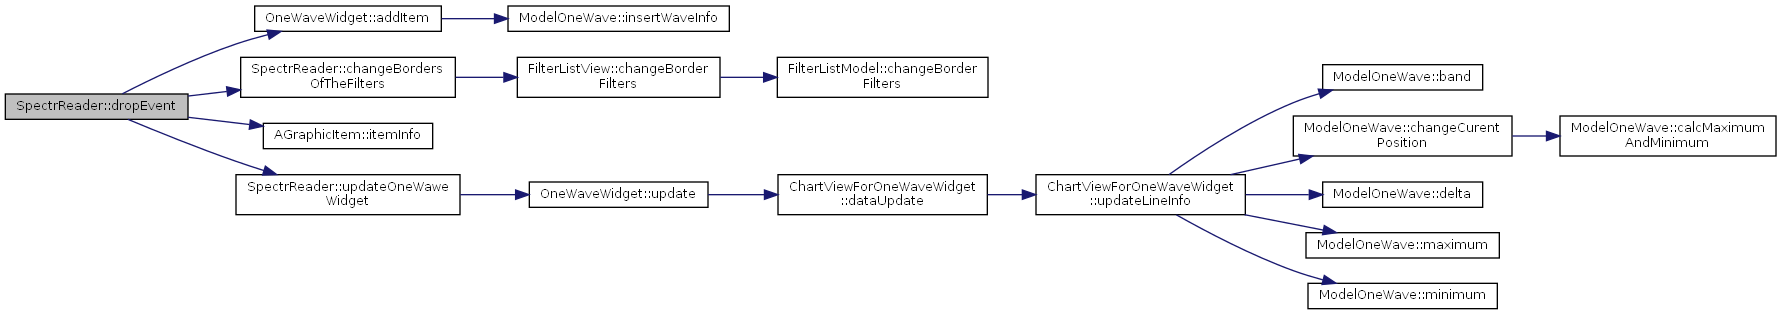 SpectrReader::dropEvent
OneWaveWidget::addItem
ModelOneWave::insertWaveInfo
SpectrReader::changeBorders
OfTheFilters
FilterListView::changeBorder
Filters
FilterListModel::changeBorder
Filters
AGraphicItem::itemInfo
SpectrReader::updateOneWawe
Widget
OneWaveWidget::update
ChartViewForOneWaveWidget
::dataUpdate
ChartViewForOneWaveWidget
::updateLineInfo
ModelOneWave::band
ModelOneWave::changeCurent
Position
ModelOneWave::calcMaximum
AndMinimum
ModelOneWave::delta
ModelOneWave::maximum
ModelOneWave::minimum